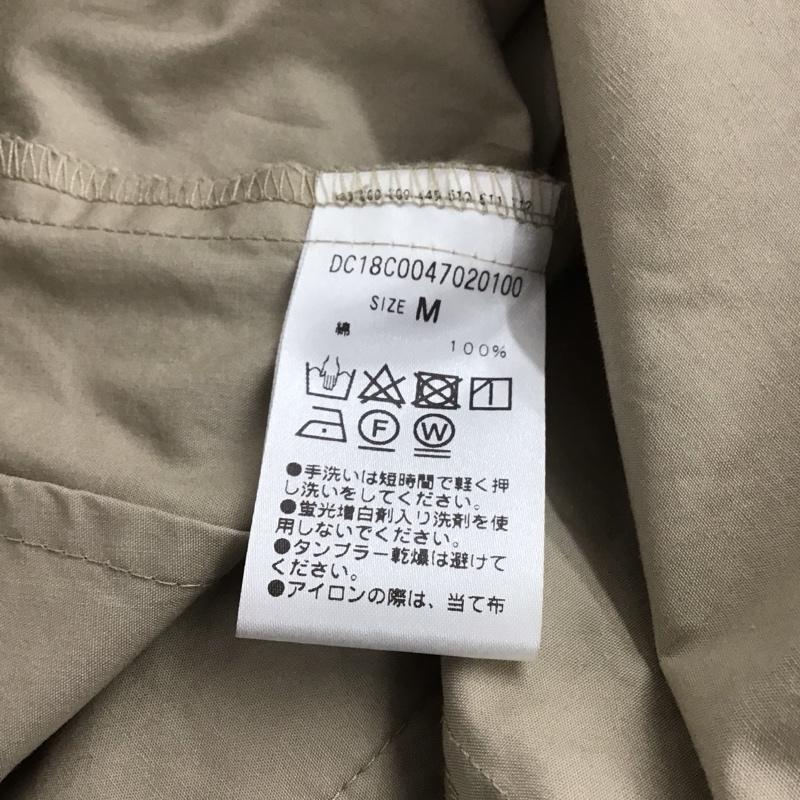 DC18C0047020100
SIZE M
綿
100%
F W
●手洗いは短時間で軽く押
し洗いをしてください。
●蛍光増白剤入り洗剤を使
用しないでください。
●タンブラー乾燥は避けて
ください。
●アイロンの際は、当て布